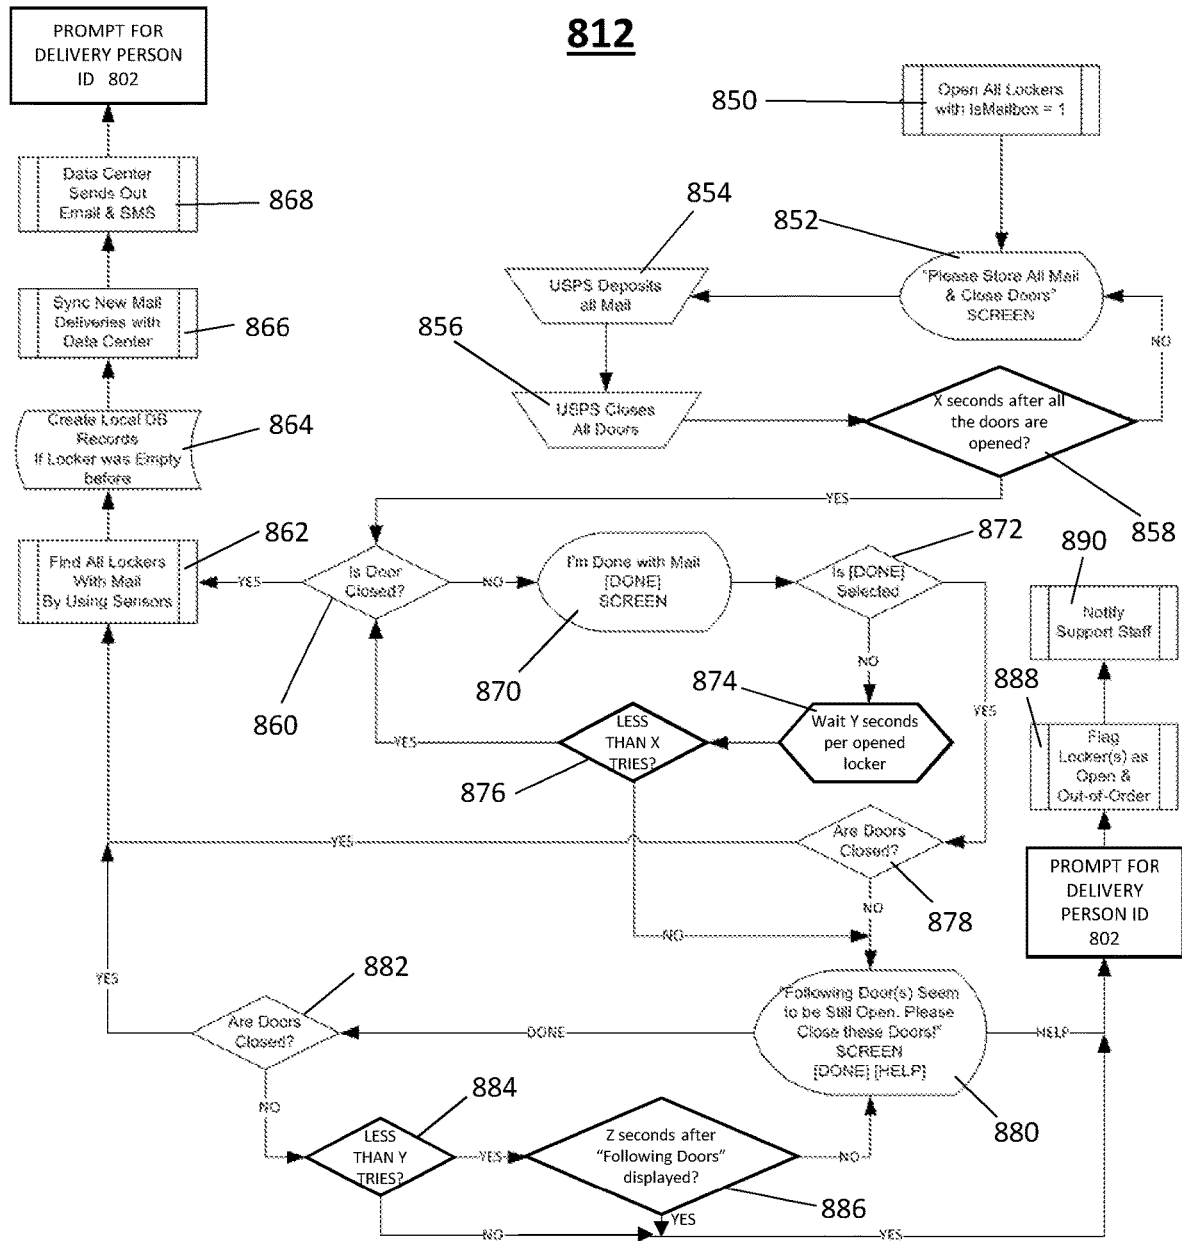 812
PROMPT FOR
DELIVERY PERSON
ID 802
850
Open All Lockers
with IsMailbox = 1
Data Center
Sends Out
Email & SMS
868
854
852
"Please Store All Mail
& Close Doors"
SCREEN
USPS Deposits
all Mail
Sync New Mail
Deliveries with
Data Center
866
856
NO
USPS Closes
All Doors
X seconds after all
the doors are
opened?
858
Create Local DB
Records
If Locker was Empty
before
864
YES
862
Find All Lockers
With Mail
By Using Sensors
YES
Is Door
Closed?
860
NO
I'm Done with Mail
[DONE]
SCREEN
870
872
Is [DONE]
Selected
890
Notify
Support Staff
NO
YES
874
Wait Y seconds
per opened
locker
888
Flag
Locker(s) as
Open &
Out-of-Order
LESS
THAN X
TRIES?
876
YES
Are Doors
Closed?
878
YES
NO
NO
PROMPT FOR
DELIVERY
PERSON ID
802
YES
882
Are Doors
Closed?
DONE
"Following Door(s) Seem
to be Still Open. Please
Close these Doors!"
SCREEN
[DONE] [HELP]
880
HELP
NO
884
LESS
THAN Y
TRIES?
YES
Z seconds after
"Following Doors"
displayed?
886
NO
NO
YES
YES